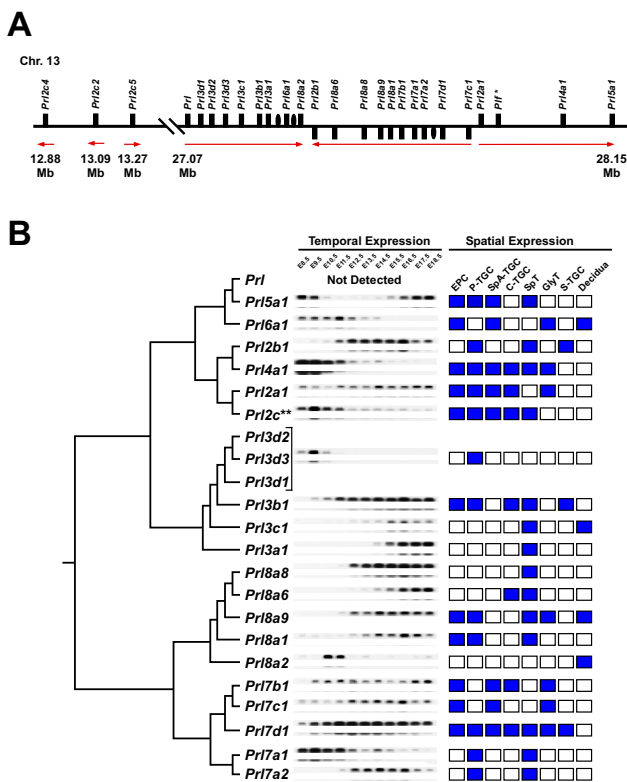 A
Chr. 13
Prl2c4 Prl2c2 Prl2c5 Prl Prl3d1 Prl3d2 Prl3d3 Prl3c1 Prl3b1 Prl3a1 Prl6a1 Prl8a2 Prl2b1 Prl8a6 Prl8a8 Prl8a9 Prl8a1 Prl7b1 Prl7a1 Prl7a2 Prl7d1 Prl7c1 Prl2a1 Plf* Prl4a1 Prl5a1
12.88 Mb 13.09 Mb 13.27 Mb 27.07 Mb 28.15 Mb
B
Temporal Expression Spatial Expression
E8.5 E9.5 E10.5 E11.5 E12.5 E13.5 E14.5 E15.5 E16.5 E17.5 E18.5
EPC P-TGC SpA-TGC C-TGC SpT GlyT S-TGC Decidua
Prl Not Detected
Prl5a1
Prl6a1
Prl2b1
Prl4a1
Prl2a1
Prl2c**
Prl3d2
Prl3d3
Prl3d1
Prl3b1
Prl3c1
Prl3a1
Prl8a8
Prl8a6
Prl8a9
Prl8a1
Prl8a2
Prl7b1
Prl7c1
Prl7d1
Prl7a1
Prl7a2